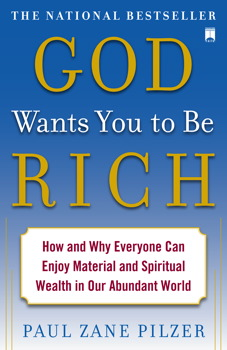 THE NATIONAL BESTSELLER
GOD
Wants You to Be
RICH
How and Why Everyone Can
Enjoy Material and Spiritual
Wealth in Our Abundant World
PAUL ZANE PILZER